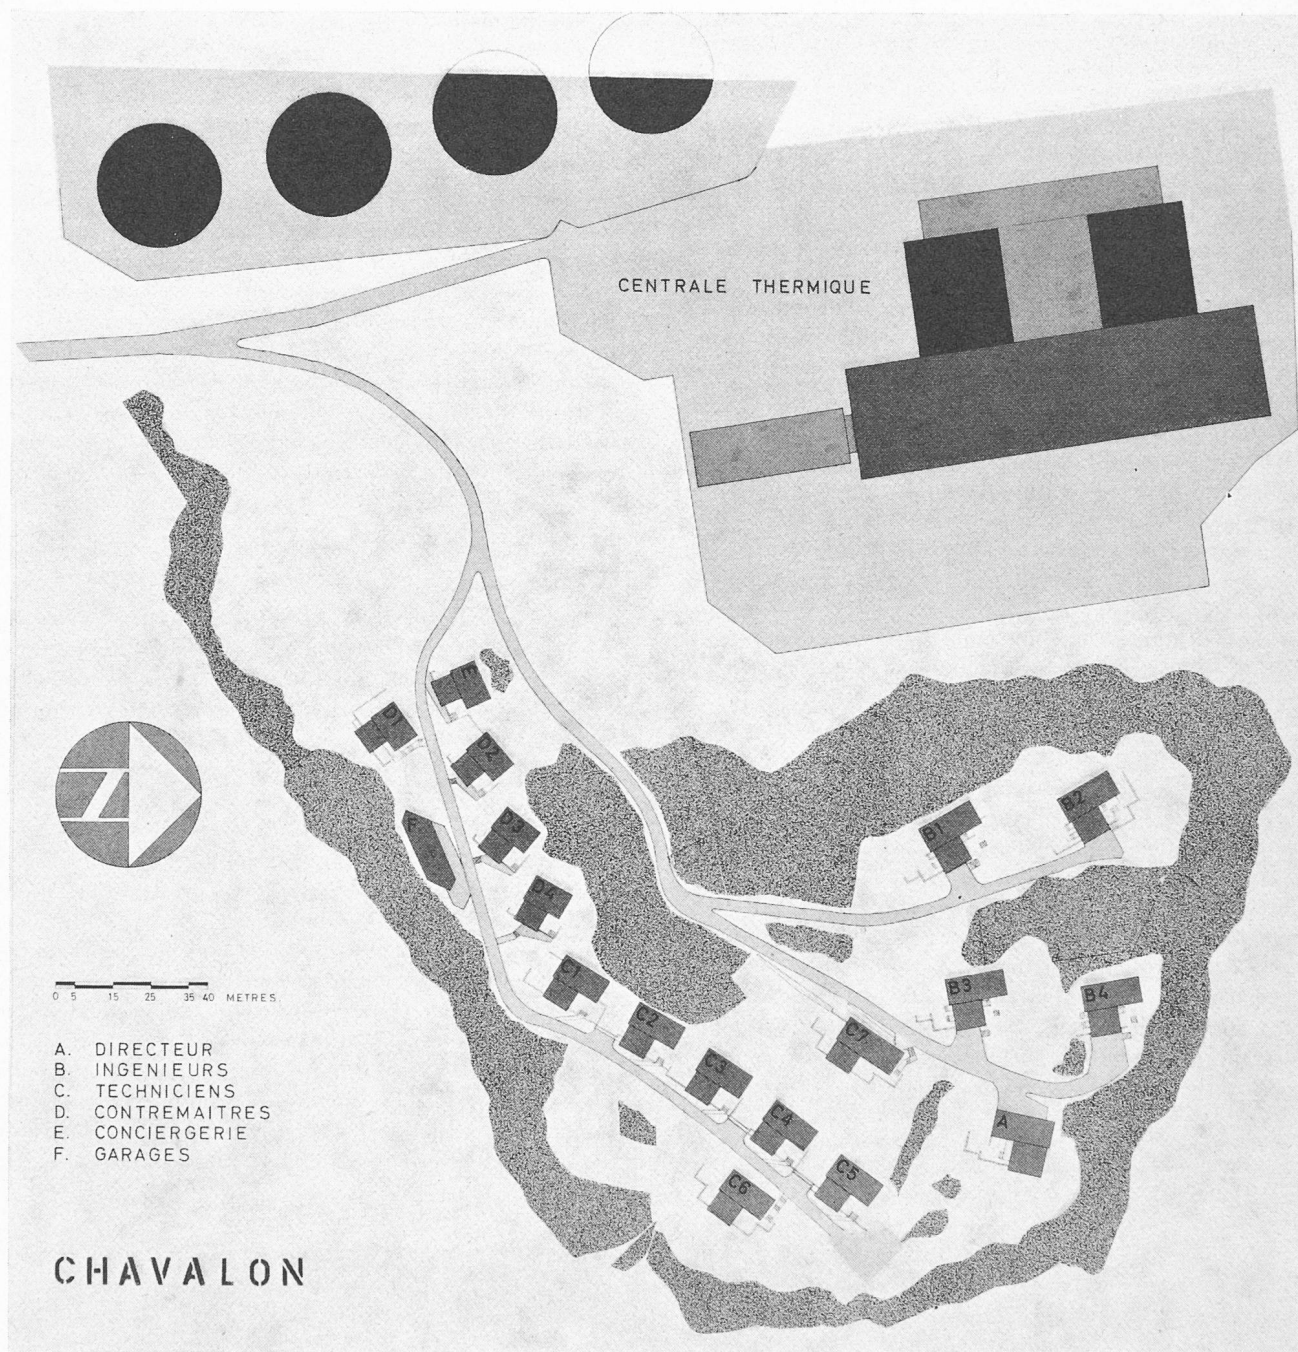 CENTRALE THERMIQUE
E
D1
D2
D3
F
D4
B1
B2
C1
C2
C3
C4
C5
C6
C7
B3
B4
A
N
0 5 15 25 35 40 METRES.
A. DIRECTEUR
B. INGENIEURS
C. TECHNICIENS
D. CONTREMAITRES
E. CONCIERGERIE
F. GARAGES
CHAVALON